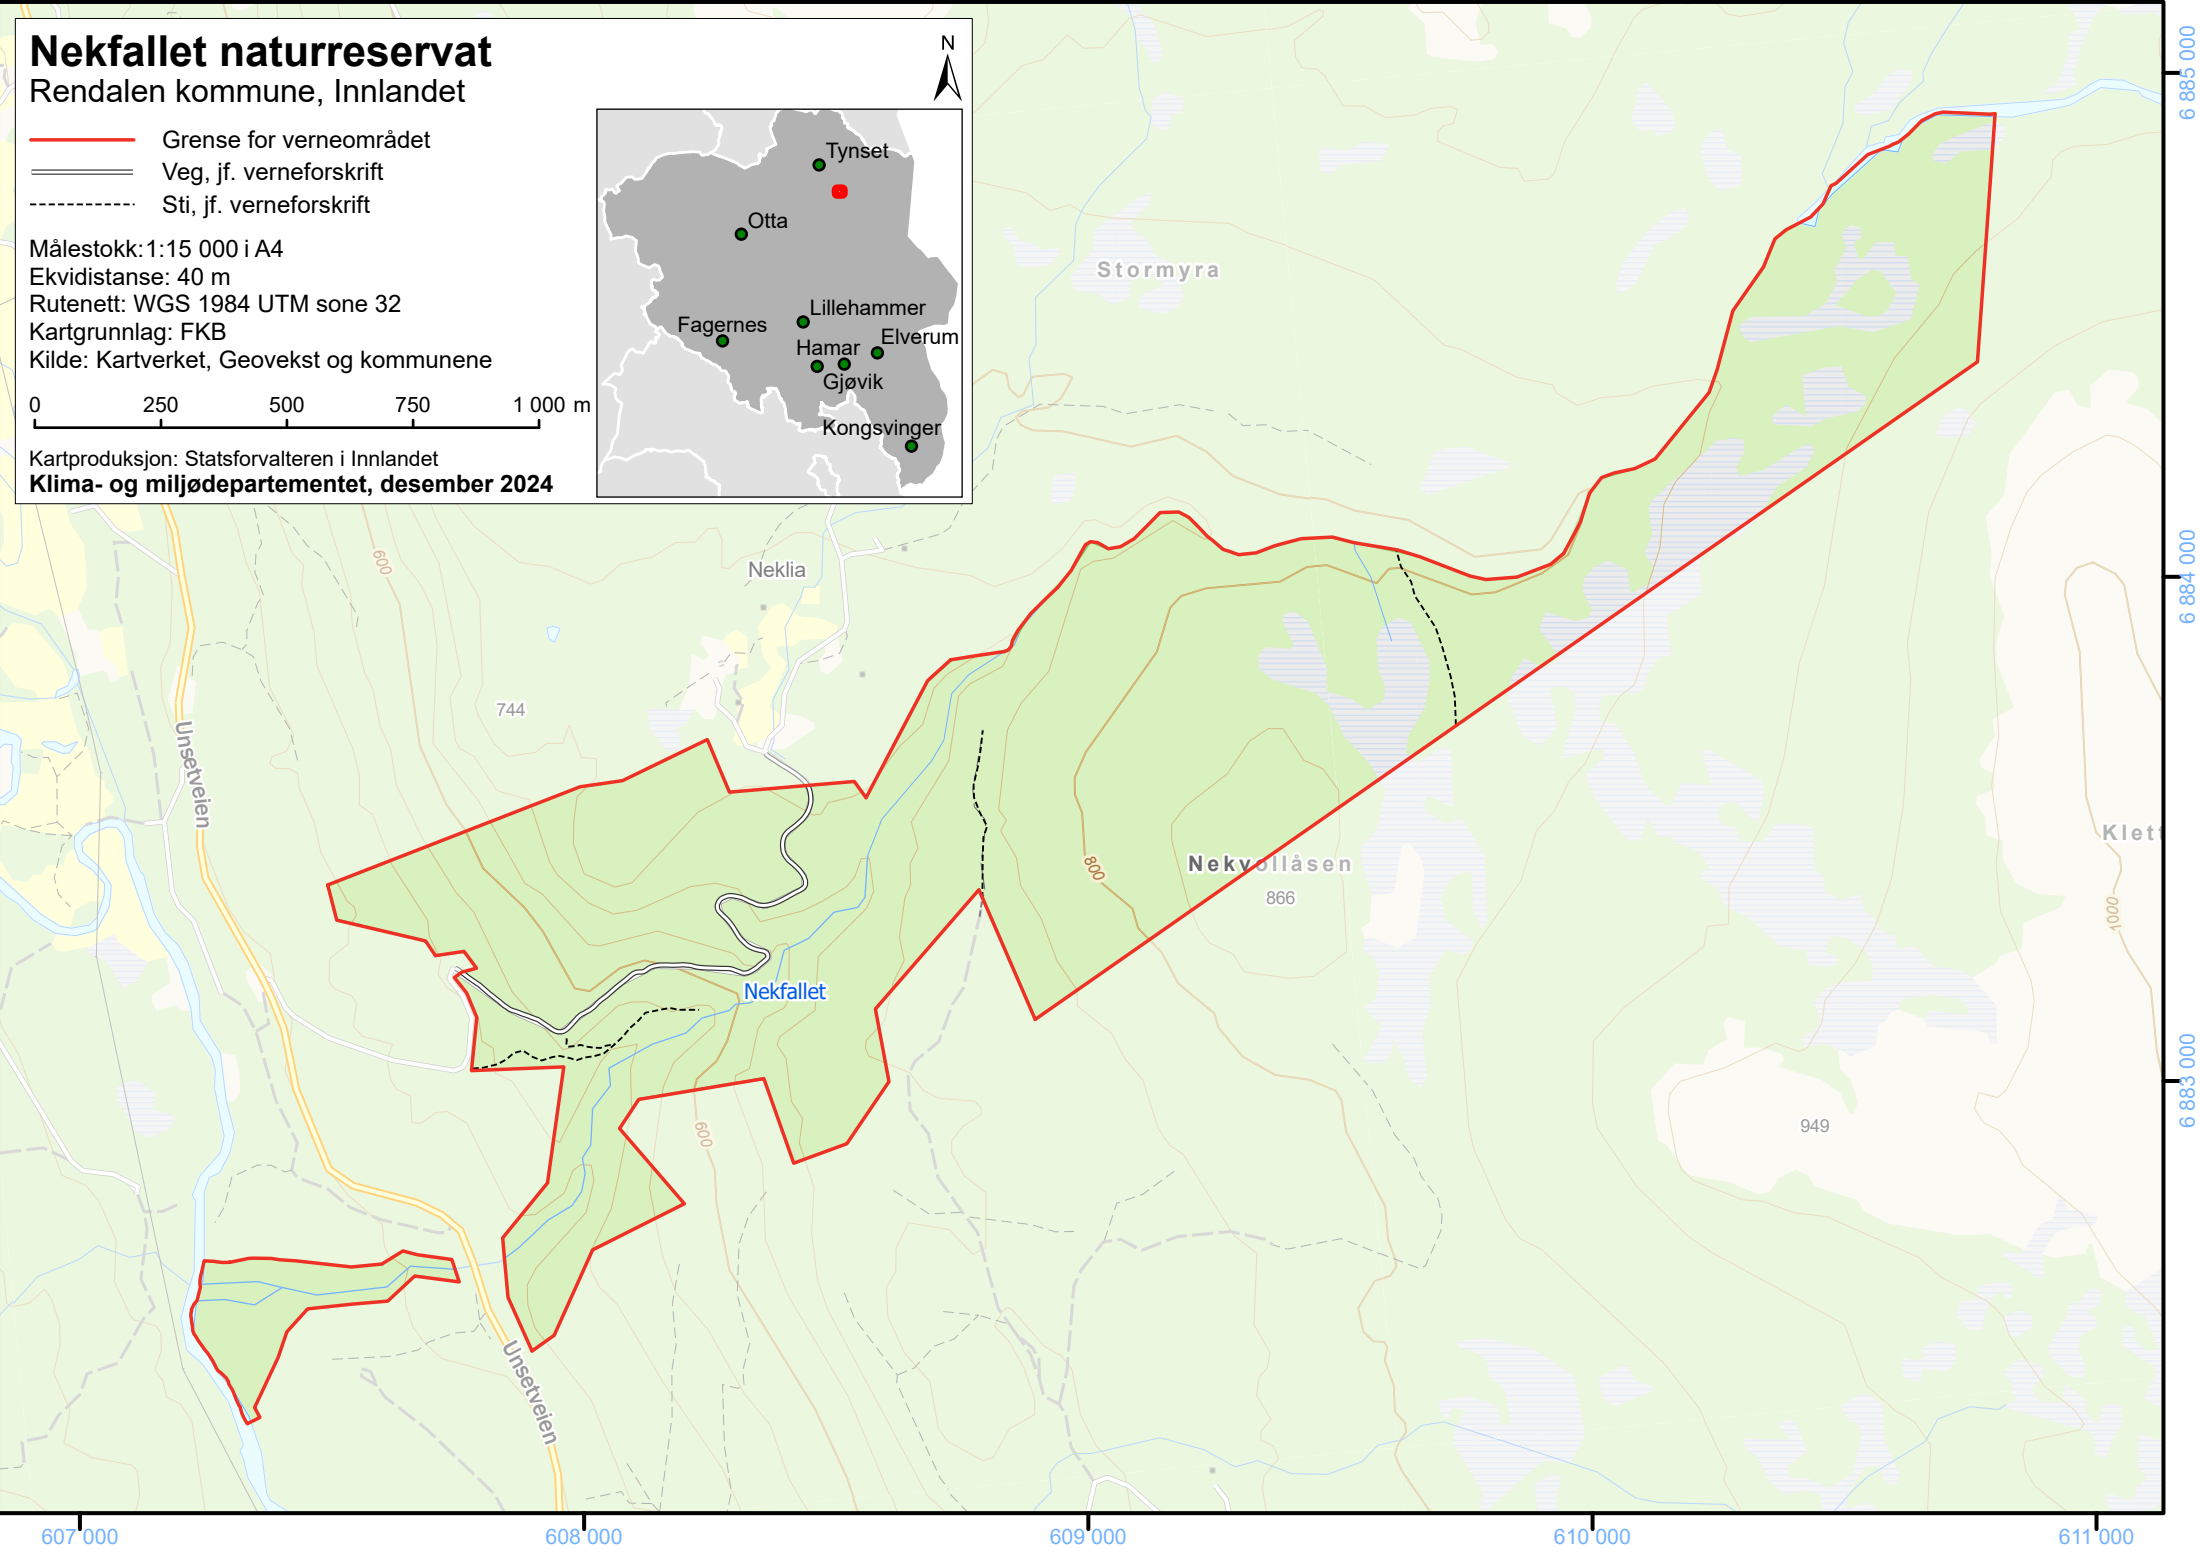 Nekfallet naturreservat
Rendalen kommune, Innlandet
N
Grense for verneområdet
Veg, jf. verneforskrift
Sti, jf. verneforskrift
Målestokk:1:15 000 i A4
Ekvidistanse: 40 m
Rutenett: WGS 1984 UTM sone 32
Kartgrunnlag: FKB
Kilde: Kartverket, Geovekst og kommunene
0 250 500 750 1 000 m
Kartproduksjon: Statsforvalteren i Innlandet
Klima- og miljødepartementet, desember 2024
Tynset
Otta
Lillehammer
Fagernes
Elverum
Hamar
Gjøvik
Kongsvinger
6 885 000
Stormyra
600
Neklia
6 884 000
744
Unsetveien
Klett
Nekvollåsen
800
866
1000
Nekfallet
6 883 000
949
600
Unsetveien
607 000 608 000 609 000 610 000 611 000